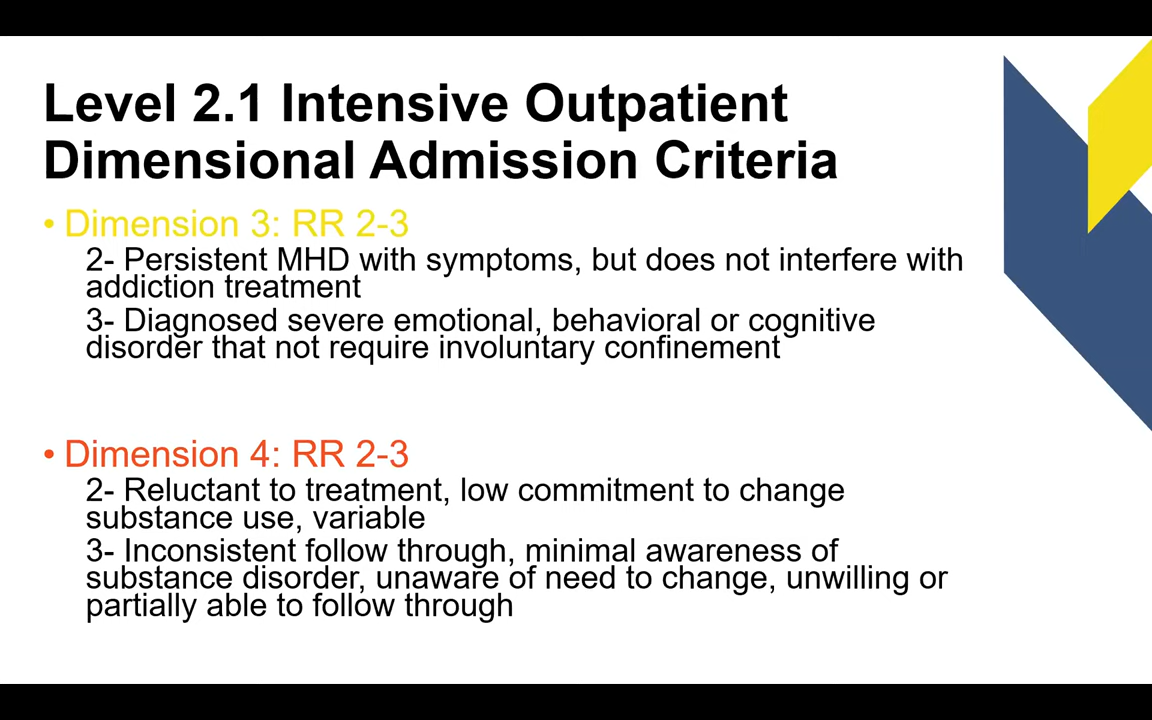 Level 2.1 Intensive Outpatient
Dimensional Admission Criteria
• Dimension 3: RR 2-3
2- Persistent MHD with symptoms, but does not interfere with
addiction treatment
3- Diagnosed severe emotional, behavioral or cognitive
disorder that not require involuntary confinement
• Dimension 4: RR 2-3
2- Reluctant to treatment, low commitment to change
substance use, variable
3- Inconsistent follow through, minimal awareness of
substance disorder, unaware of need to change, unwilling or
partially able to follow through